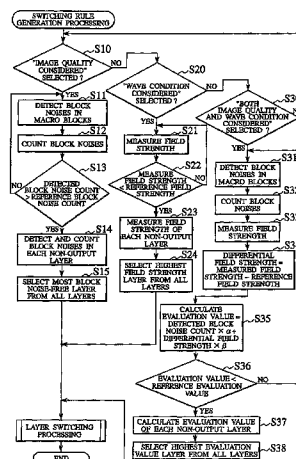 SWITCHING RULE
GENERATION PROCESSING
S10
"IMAGE QUALITY
CONSIDERED"
SELECTED ?
NO
YES
S11
DETECT BLOCK
NOISES IN
MACRO BLOCKS
S12
COUNT BLOCK NOISES
S13
DETECTED
BLOCK NOISE COUNT
>REFERENCE BLOCK
NOISE COUNT
NO
YES
S14
DETECT AND COUNT
BLOCK NOISES IN
EACH NON-OUTPUT
LAYER
S15
SELECT MOST BLOCK
NOISE-FREE LAYER
FROM ALL LAYERS
S20
"WAVE CONDITION
CONSIDERED"
SELECTED ?
NO
YES
S21
MEASURE FIELD
STRENGTH
S22
MEASURE
FIELD STRENGTH
<REFERENCE FIELD
STRENGTH
NO
YES
S23
MEASURE FIELD
STRENGTH OF
EACH NON-OUTPUT
LAYER
S24
SELECT HIGHEST
FIELD STRENGTH
LAYER FROM ALL
LAYERS
"BOTH
IMAGE QUALITY
AND WAVE CONDITION
CONSIDERED"
SELECTED ?
YES
S31
DETECT BLOCK
NOISES IN
MACRO BLOCKS
COUNT BLOCK
NOISES
MEASURE FIELD
STRENGTH
DIFFERENTIAL
FIELD STRENGTH =
MEASURED FIELD
STRENGTH − REFERENCE
FIELD STRENGTH
CALCULATE
EVALUATION VALUE =
DETECTED BLOCK
NOISE COUNT × α +
DIFFERENTIAL FIELD
STRENGTH × β
S35
S36
EVALUATION VALUE <
REFERENCE EVALUATION
VALUE
NO
YES
CALCULATE EVALUATION VALUE
OF EACH NON-OUTPUT LAYER
S37
SELECT HIGHEST EVALUATION
VALUE LAYER FROM ALL LAYERS
S38
LAYER SWITCHING
PROCESSING
END